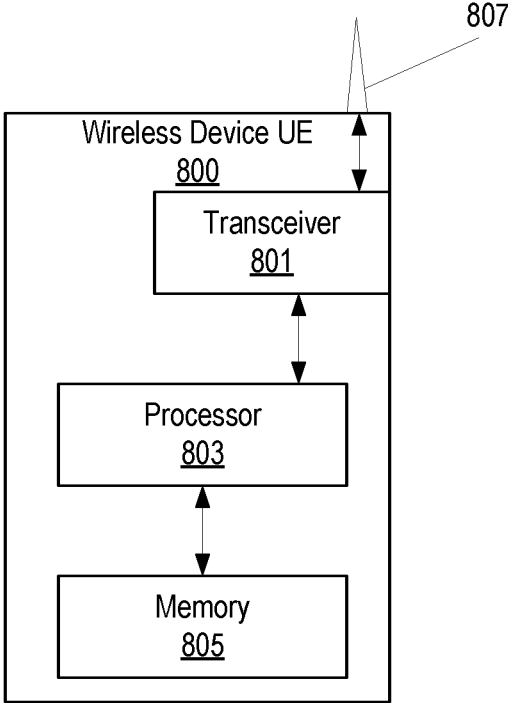 807
Wireless Device UE
800
Transceiver
801
Processor
803
Memory
805